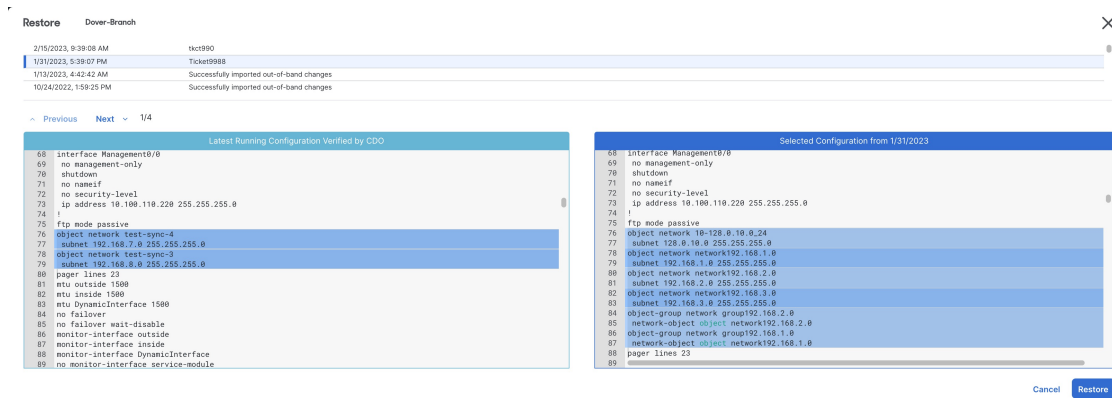 Restore Dover-Branch
2/15/2023, 9:39:08 AM tkct990
1/31/2023, 5:39:07 PM Ticket9988
1/13/2023, 4:42:42 AM Successfully imported out-of-band changes
10/24/2022, 1:59:25 PM Successfully imported out-of-band changes
Previous Next 1/4
Latest Running Configuration Verified by CDO
68 interface Management0/0
69 no management-only
70 shutdown
71 no nameif
72 no security-level
73 ip address 10.100.110.220 255.255.255.0
74 !
75 ftp mode passive
76 object network test-sync-4
77 subnet 192.168.7.0 255.255.255.0
78 object network test-sync-3
79 subnet 192.168.8.0 255.255.255.0
80 pager lines 23
81 mtu outside 1500
82 mtu inside 1500
83 mtu DynamicInterface 1500
84 no failover
85 no failover wait-disable
86 monitor-interface outside
87 monitor-interface inside
88 monitor-interface DynamicInterface
89 no monitor-interface service-module
Selected Configuration from 1/31/2023
68 interface Management0/0
69 no management-only
70 shutdown
71 no nameif
72 no security-level
73 ip address 10.100.110.220 255.255.255.0
74 !
75 ftp mode passive
76 object network 10-128.0.10.0_24
77 subnet 128.0.10.0 255.255.255.0
78 object network network192.168.1.0
79 subnet 192.168.1.0 255.255.255.0
80 object network network192.168.2.0
81 subnet 192.168.2.0 255.255.255.0
82 object network network192.168.3.0
83 subnet 192.168.3.0 255.255.255.0
84 object-group network group192.168.2.0
85 network-object object network192.168.2.0
86 object-group network group192.168.1.0
87 network-object object network192.168.1.0
88 pager lines 23
89
Cancel Restore